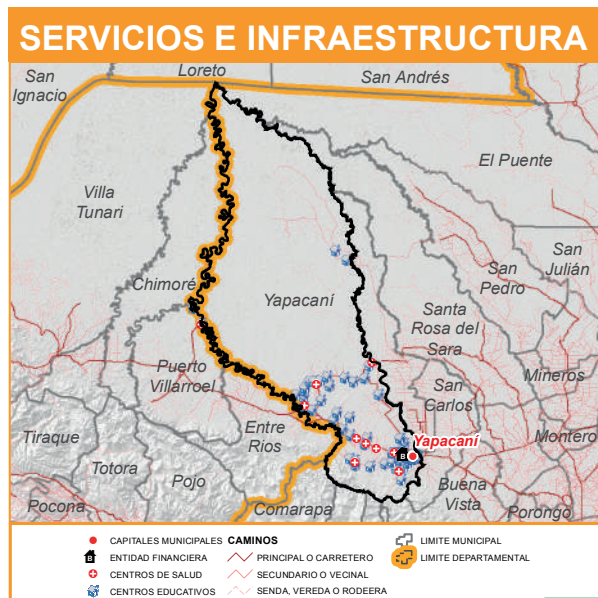 SERVICIOS E INFRAESTRUCTURA
San
Ignacio
Loreto
San Andrés
El Puente
Villa
Tunari
San
Julián
San
Pedro
Chimoré
Yapacaní
Santa
Rosa del
Sara
Puerto
Villarroel
Mineros
San
Carlos
Entre
Rios
Yapacaní
Montero
Tiraque
Totora
Pojo
Buena
Vista
Pocona
Comarapa
Porongo
CAPITALES MUNICIPALES
B ENTIDAD FINANCIERA
CENTROS DE SALUD
CENTROS EDUCATIVOS
CAMINOS
PRINCIPAL O CARRETERO
SECUNDARIO O VECINAL
SENDA, VEREDA O RODEERA
LIMITE MUNICIPAL
LIMITE DEPARTAMENTAL